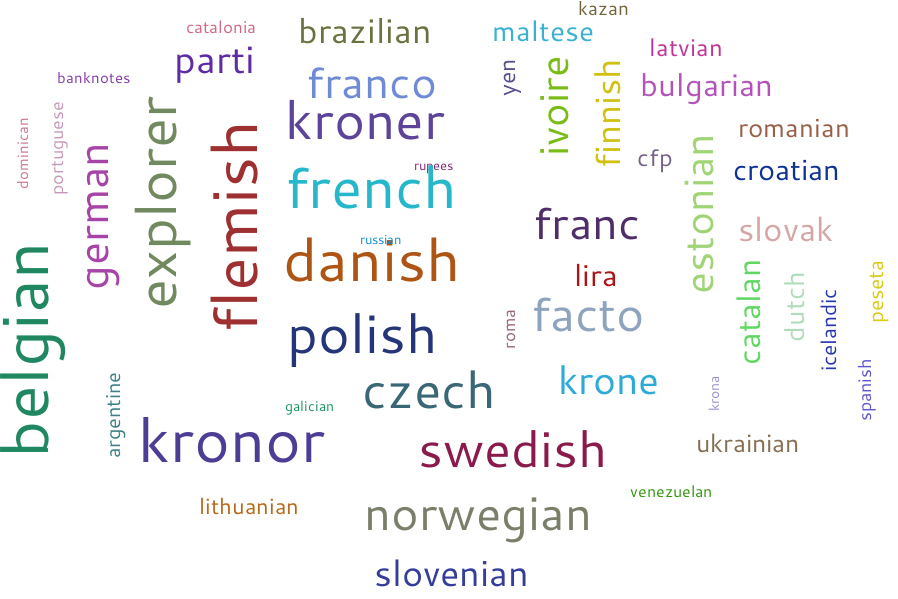 kazan
catalonia
brazilian
maltese
latvian
parti
banknotes
franco
yen
ivoire
finnish
bulgarian
kroner
explorer
flemish
dominican
portuguese
german
romanian
cfp
rupees
croatian
french
estonian
franc
slovak
russian
danish
lira
belgian
facto
catalan
dutch
icelandic
peseta
polish
roma
czech
krone
krona
spanish
argentine
galician
kronor
swedish
ukrainian
lithuanian
venezuelan
norwegian
slovenian